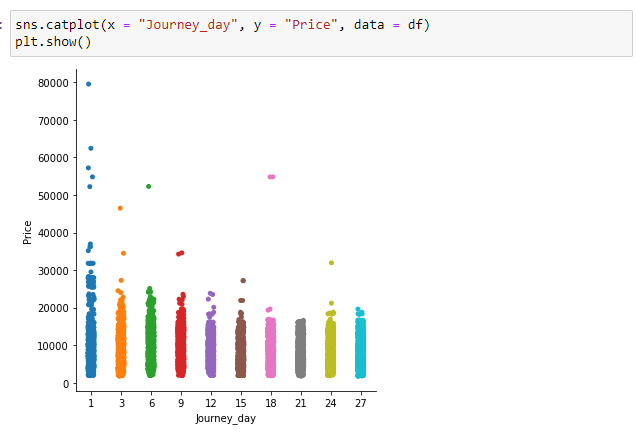 :
sns.catplot(x = "Journey_day", y = "Price", data = df)
plt.show()
80000
70000
60000
50000
40000
30000
20000
10000
0
Price
1 3 6 9 12 15 18 21 24 27
Journey_day